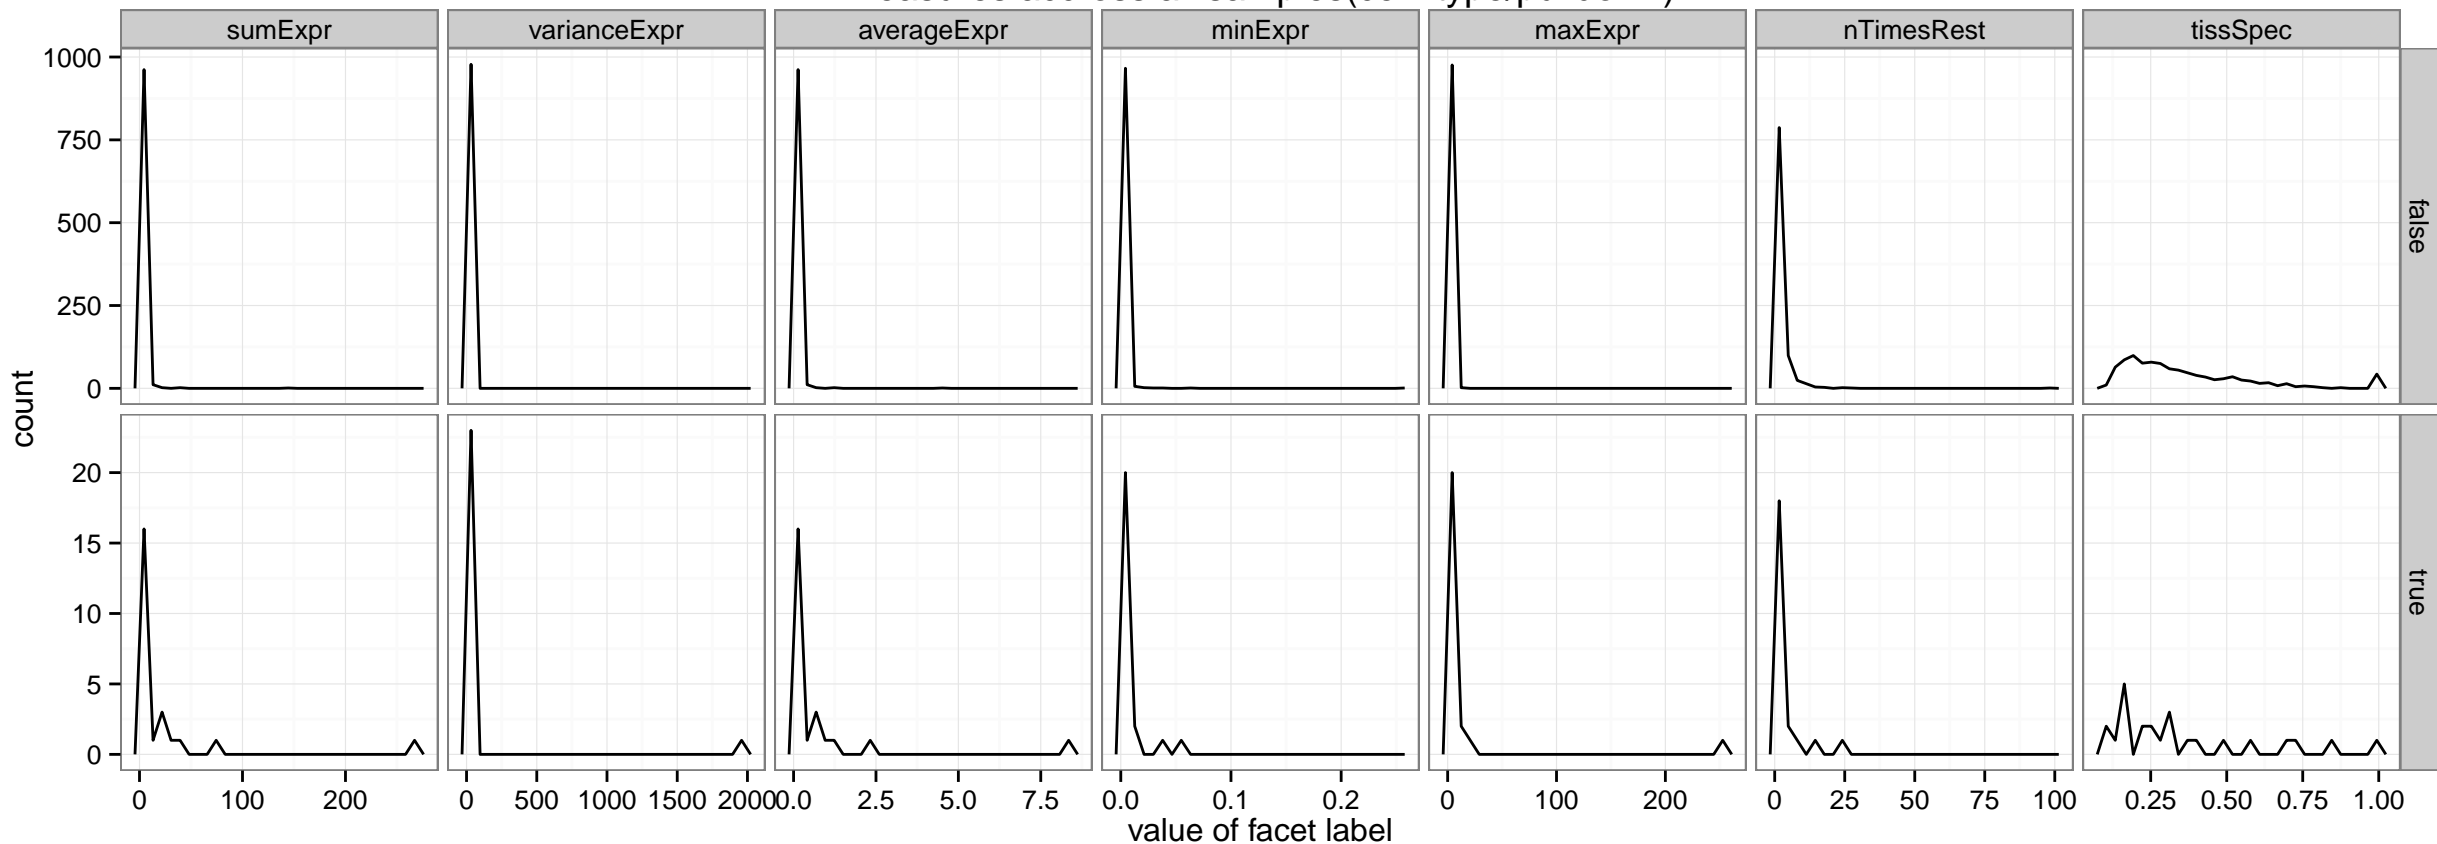 sumExpr varianceExpr averageExpr minExpr maxExpr nTimesRest tissSpec
1000
750
500
250
0
false
count
20
15
10
5
0
true
0 100 200 0 500 1000 1500 2000 0.0 2.5 5.0 7.5 0.0 0.1 0.2 0 100 200 0 25 50 75 100 0.25 0.50 0.75 1.00
value of facet label